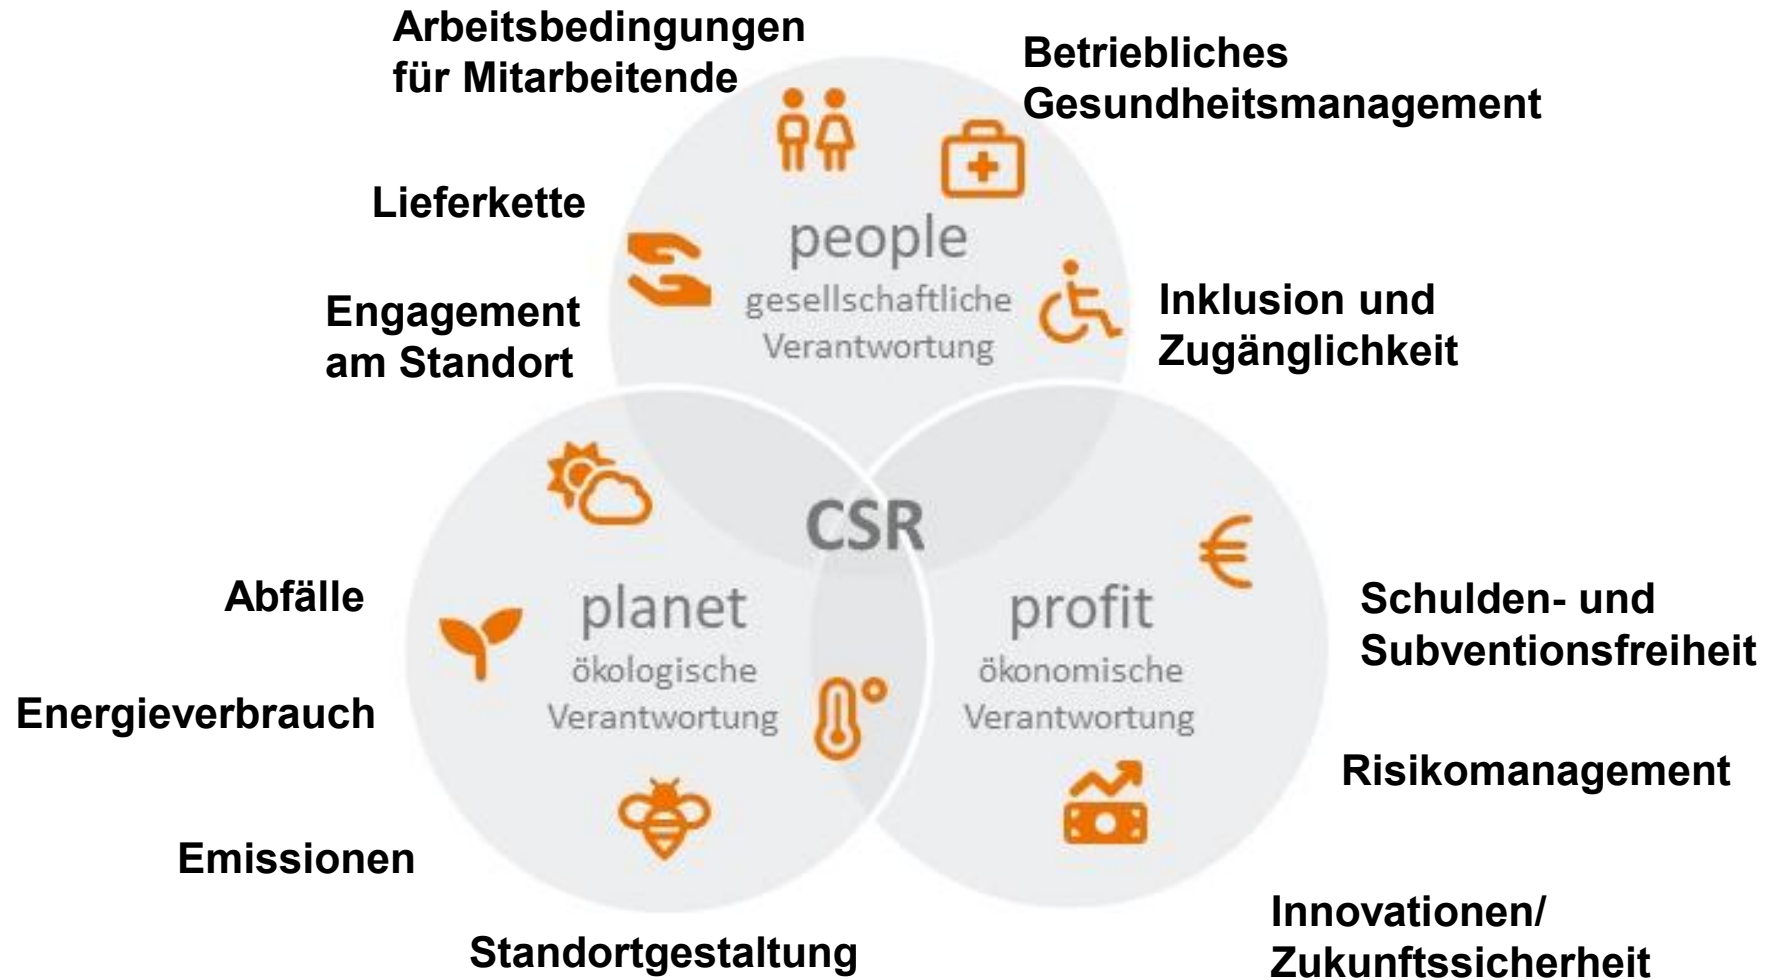 Arbeitsbedingungen
für Mitarbeitende
Betriebliches
Gesundheitsmanagement
Lieferkette
people
gesellschaftliche
Verantwortung
Engagement
am Standort
Inklusion und
Zugänglichkeit
CSR
€
Abfälle
planet
ökologische
Verantwortung
profit
ökonomische
Verantwortung
Schulden- und
Subventionsfreiheit
Energieverbrauch
Risikomanagement
Emissionen
Standortgestaltung
Innovationen/
Zukunftssicherheit